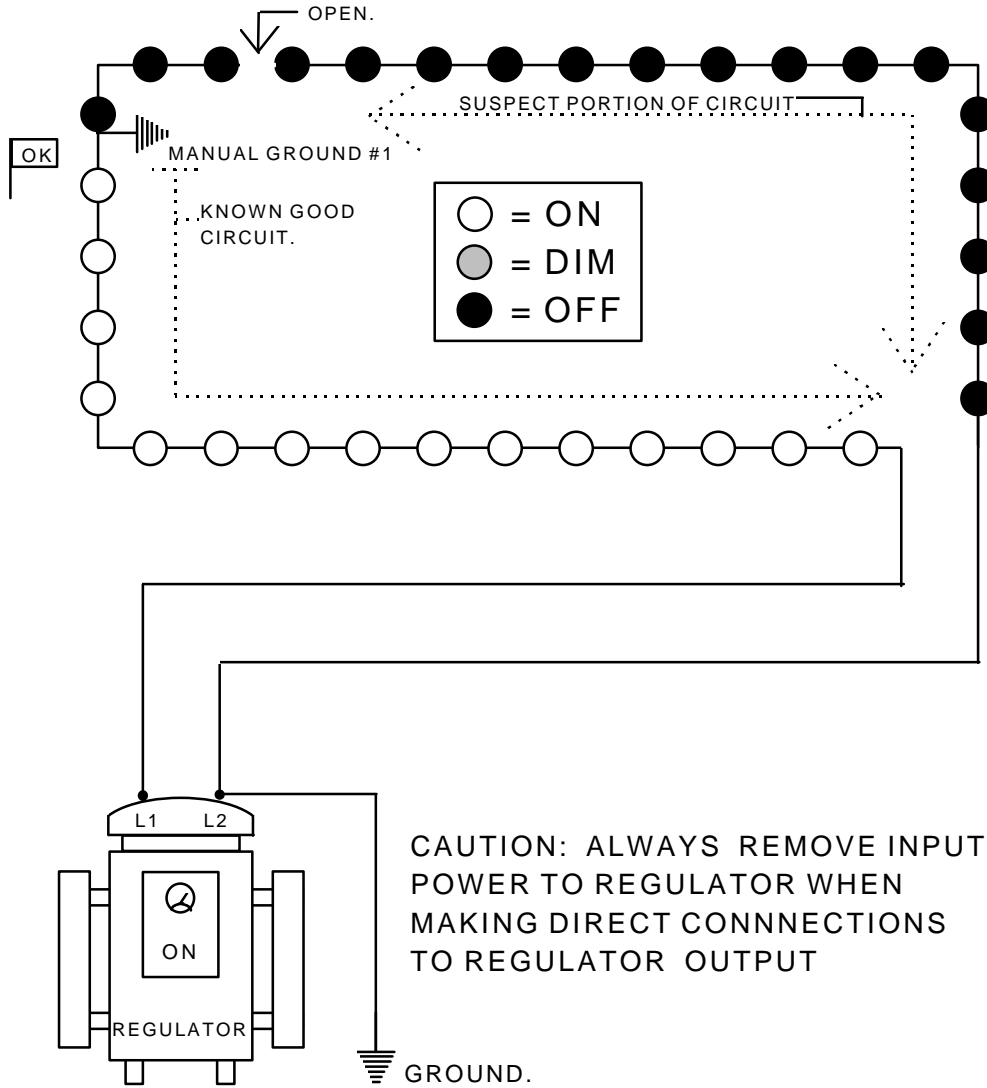 OPEN.
SUSPECT PORTION OF CIRCUIT
OK
MANUAL GROUND #1
KNOWN GOOD
CIRCUIT.
= ON
= DIM
= OFF
L1 L2
ON
REGULATOR
CAUTION: ALWAYS REMOVE INPUT
POWER TO REGULATOR WHEN
MAKING DIRECT CONNNECTIONS
TO REGULATOR OUTPUT
GROUND.